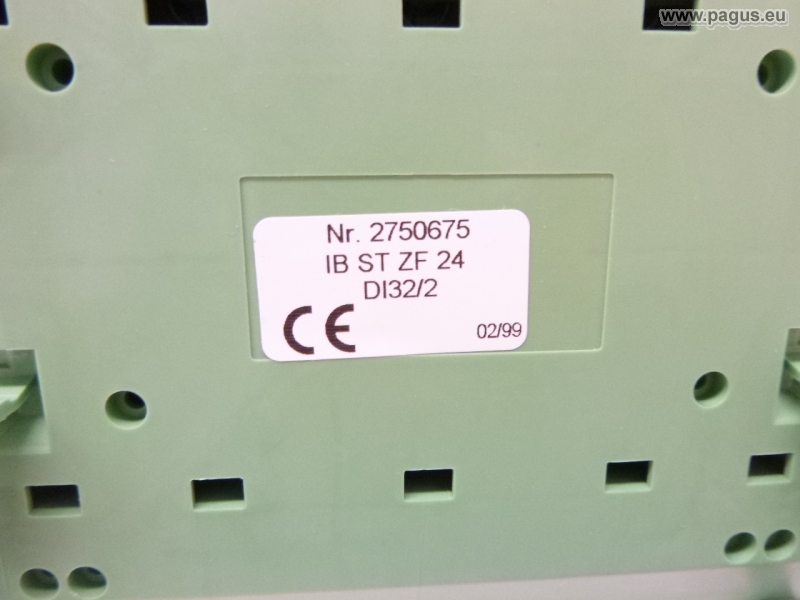 www.pagus.eu
Nr. 2750675
IB ST ZF 24
DI32/2
CE
02/99